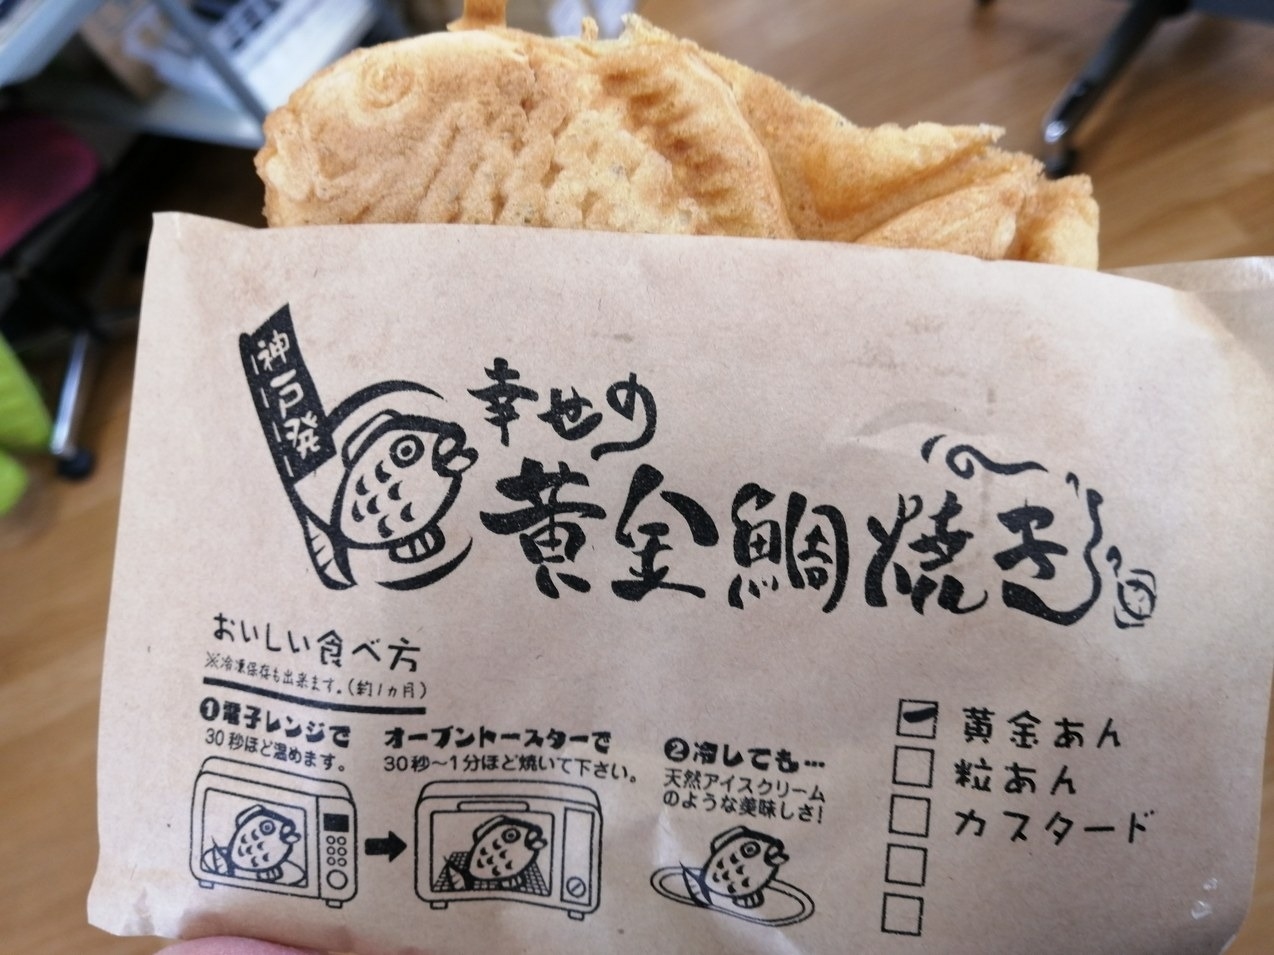 神戸発
幸せの
黄金鯛焼き
おいしい食べ方
※冷凍保存も出来ます。(約1ヵ月)
❶電子レンジで
30秒ほど温めます。
オーブントースターで
30秒〜1分ほど焼いて下さい。
❷冷しても…
天然アイスクリーム
のような美味しさ!
黄金あん
粒あん
カスタード